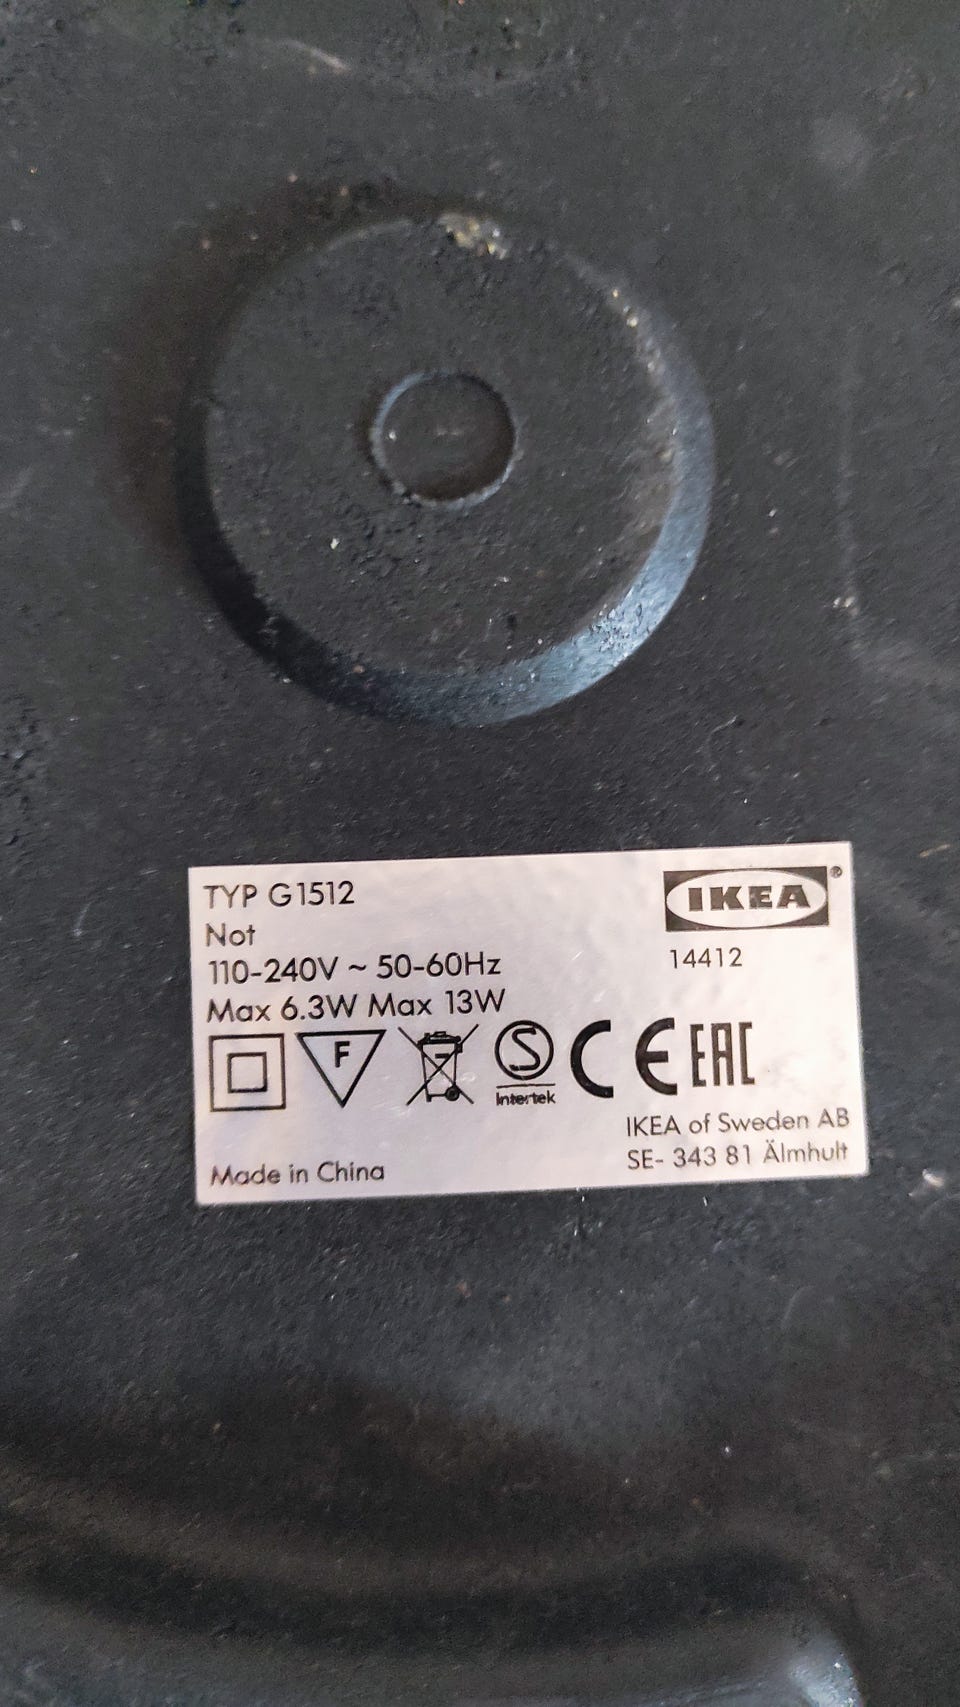 TYP G1512
Not
110-240V ~ 50-60Hz
Max 6.3W Max 13W
IKEA®
14412
F
S
Intertek
CE
EAC
IKEA of Sweden AB
SE- 343 81 Älmhult
Made in China